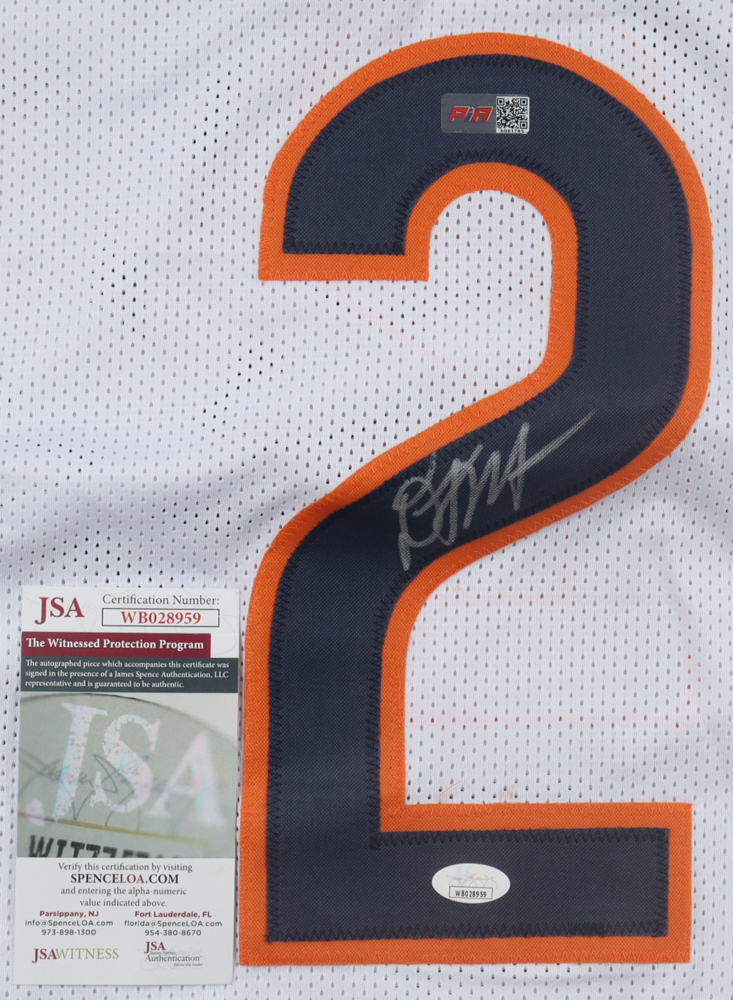 PiA
2
JSA
Certification Number:
WB028959
The Witnessed Protection Program
The autographed piece which accompanies this certificate was
signed in the presence of a James Spence Authentication, LLC
representative and is guaranteed to be authentic.
JSA
Verify this certification by visiting
SPENCELOA.COM
and entering the alpha-numeric
value indicated above.
Parsippany, NJ
info@SpenceLOA.com
973-898-1300
Fort Lauderdale, FL
florida@SpenceLOA.com
954-380-8670
JSAWITNESS
JSA
Authentication
WB028959